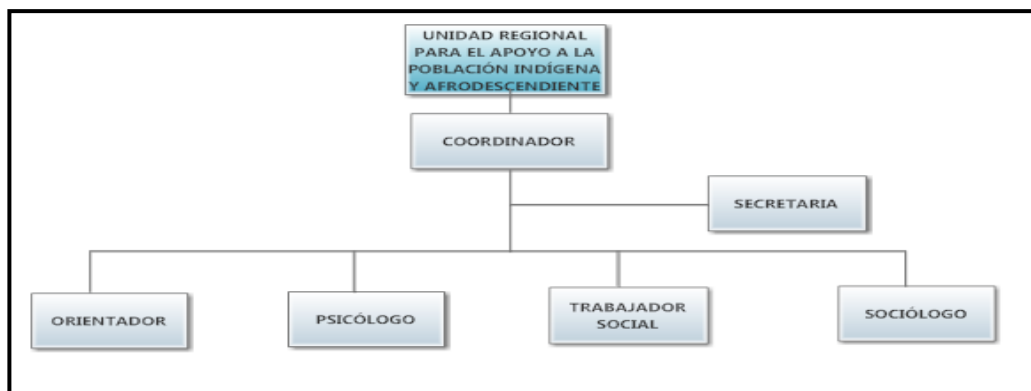 UNIDAD REGIONAL
PARA EL APOYO A LA
POBLACIÓN INDÍGENA
Y AFRODESCENDIENTE
COORDINADOR
SECRETARIA
ORIENTADOR
PSICÓLOGO
TRABAJADOR
SOCIAL
SOCIÓLOGO